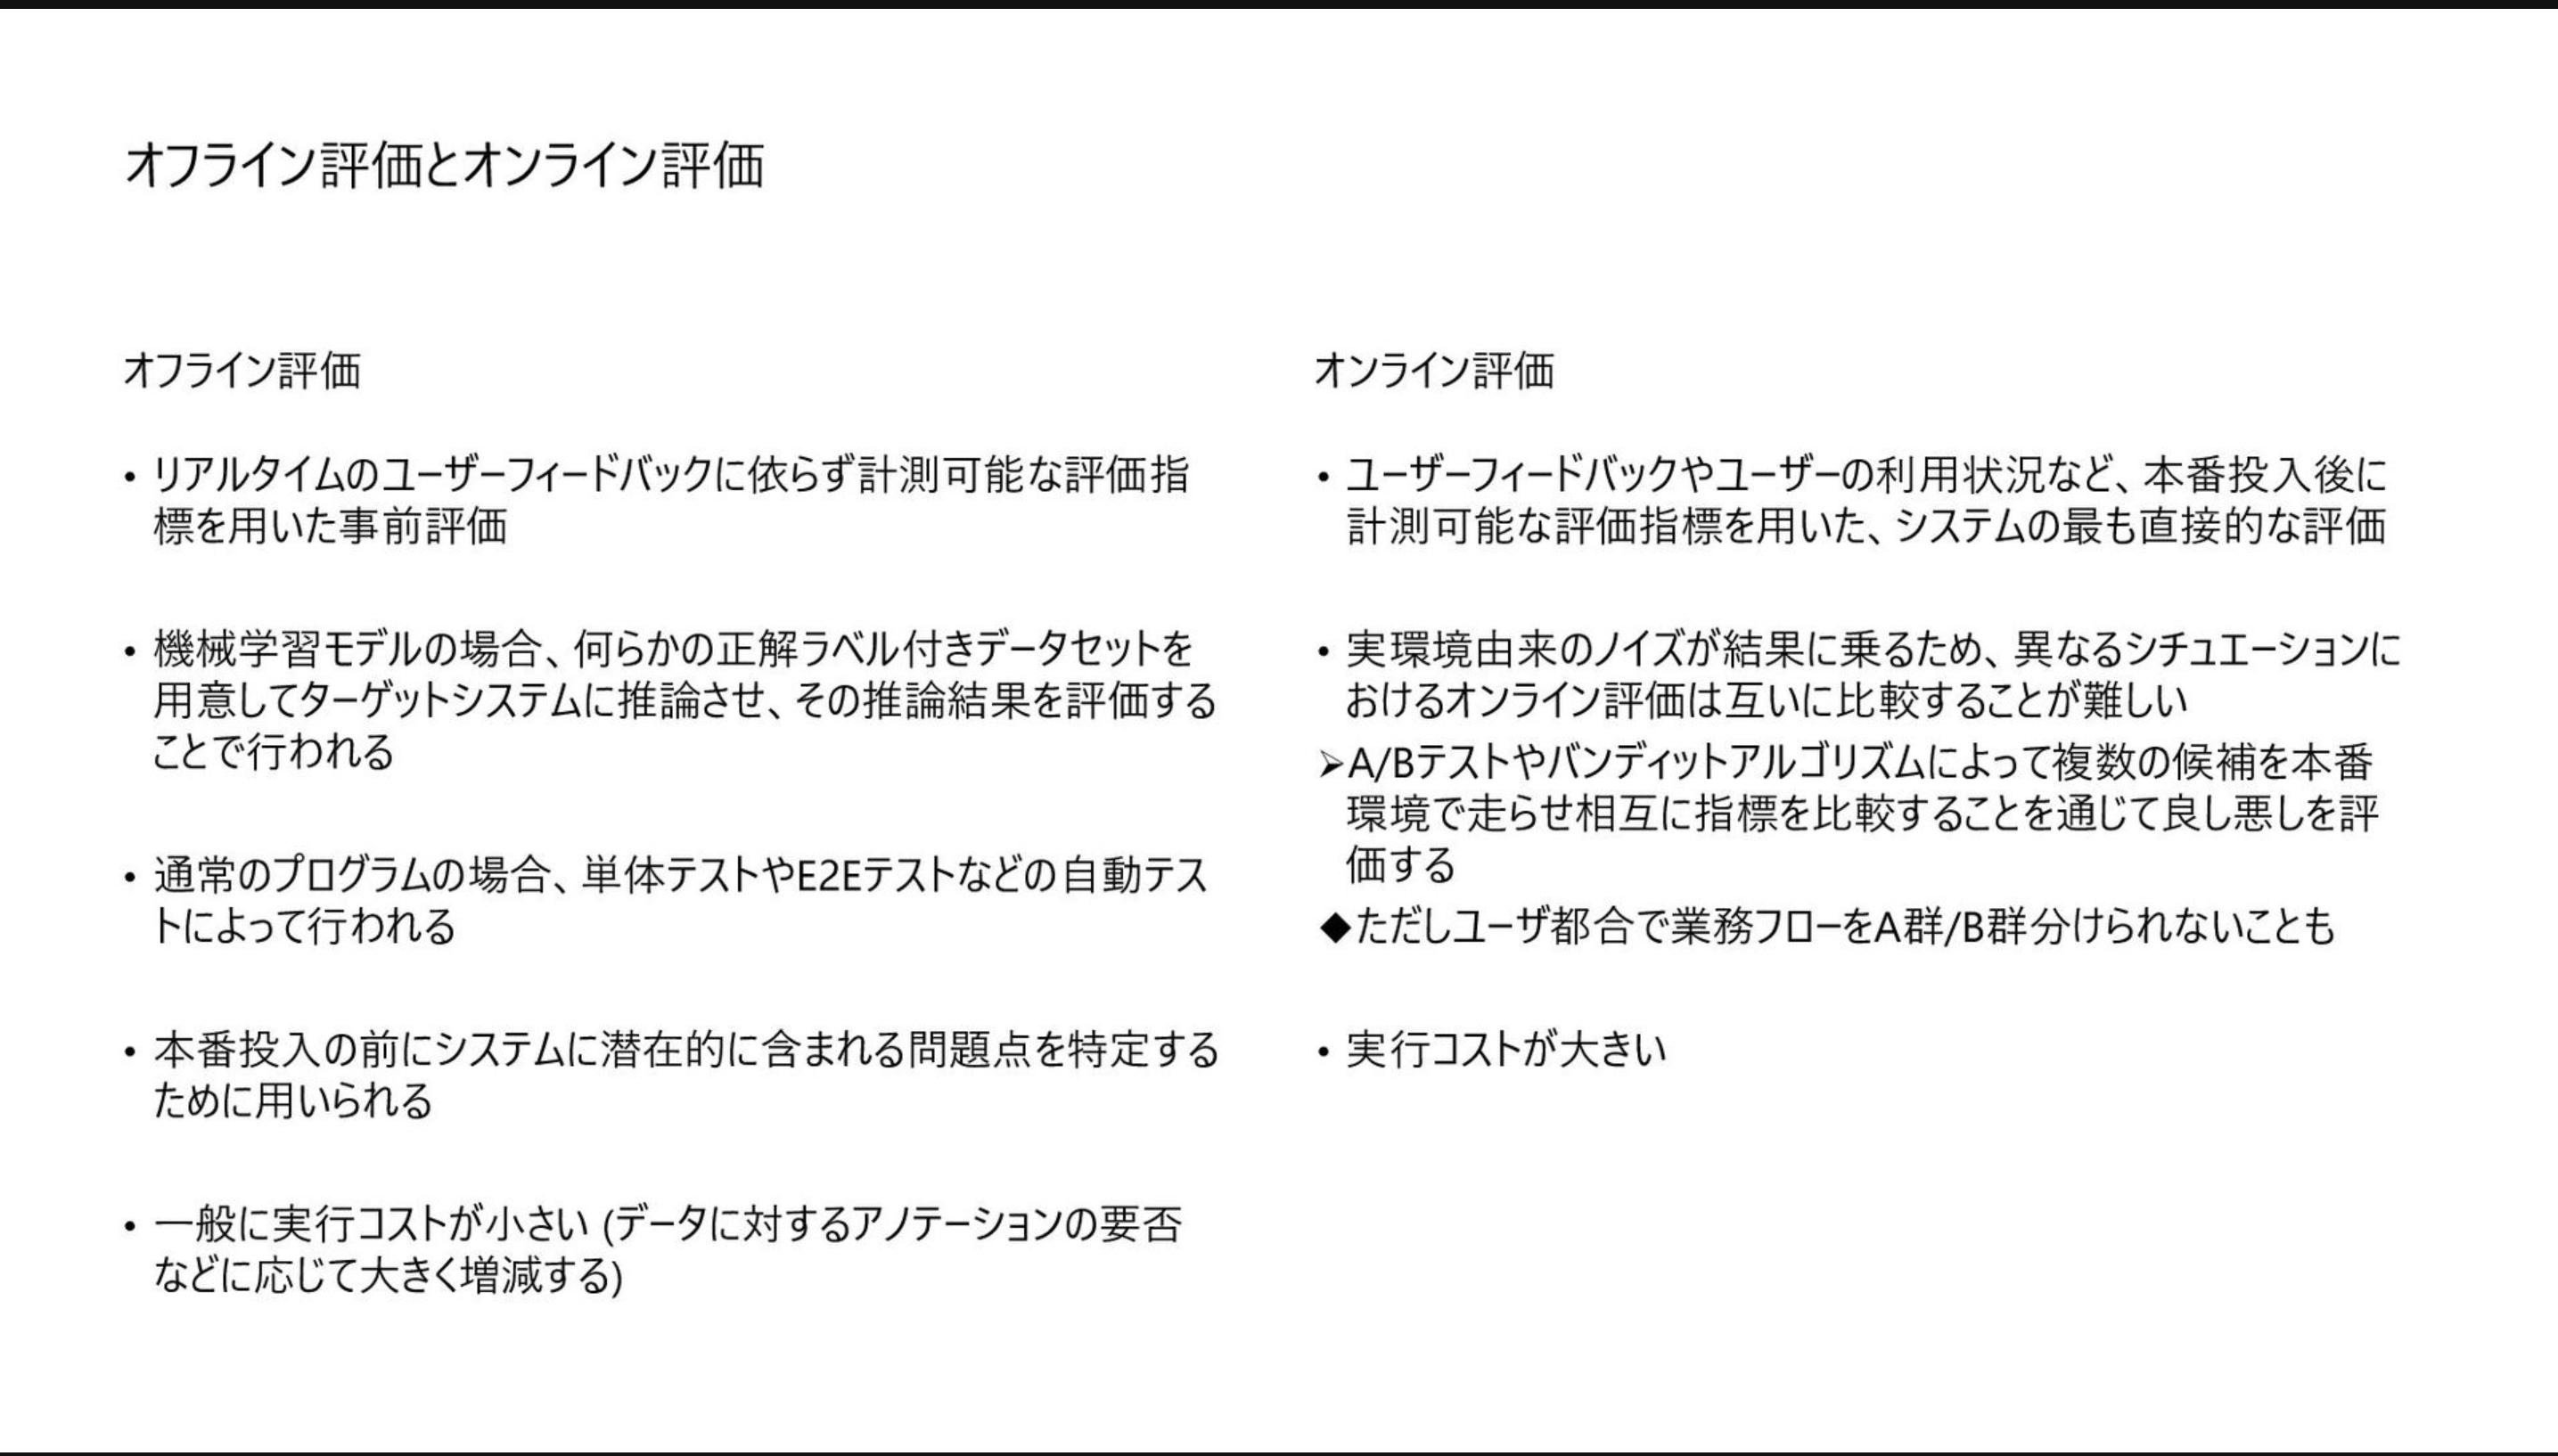 オフライン評価とオンライン評価
オフライン評価
• リアルタイムのユーザーフィードバックに依らず計測可能な評価指
標を用いた事前評価
• 機械学習モデルの場合、何らかの正解ラベル付きデータセットを
用意してターゲットシステムに推論させ、その推論結果を評価する
ことで行われる
• 通常のプログラムの場合、単体テストやE2Eテストなどの自動テス
トによって行われる
• 本番投入の前にシステムに潜在的に含まれる問題点を特定する
ために用いられる
• 一般に実行コストが小さい (データに対するアノテーションの要否
などに応じて大きく増減する)
オンライン評価
• ユーザーフィードバックやユーザーの利用状況など、本番投入後に
計測可能な評価指標を用いた、システムの最も直接的な評価
• 実環境由来のノイズが結果に乗るため、異なるシチュエーションに
おけるオンライン評価は互いに比較することが難しい
➢A/Bテストやバンディットアルゴリズムによって複数の候補を本番
環境で走らせ相互に指標を比較することを通じて良し悪しを評
価する
◆ただしユーザ都合で業務フローをA群/B群分けられないことも
• 実行コストが大きい